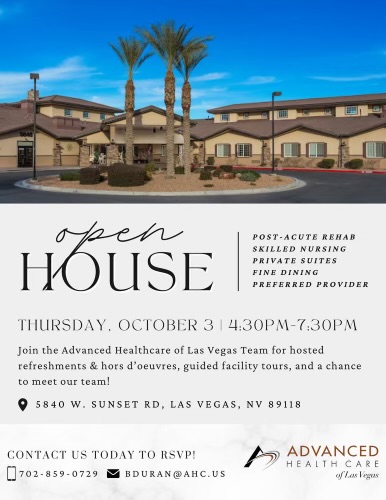 open
HOUSE
POST-ACUTE REHAB
SKILLED NURSING
PRIVATE SUITES
FINE DINING
PREFERRED PROVIDER
THURSDAY, OCTOBER 3 | 4:30PM-7:30PM
Join the Advanced Healthcare of Las Vegas Team for hosted
refreshments & hors d'oeuvres, guided facility tours, and a chance
to meet our team!
5840 W. SUNSET RD, LAS VEGAS, NV 89118
CONTACT US TODAY TO RSVP!
702-859-0729 BDURAN@AHC.US
ADVANCED
HEALTH CARE
of Las Vegas